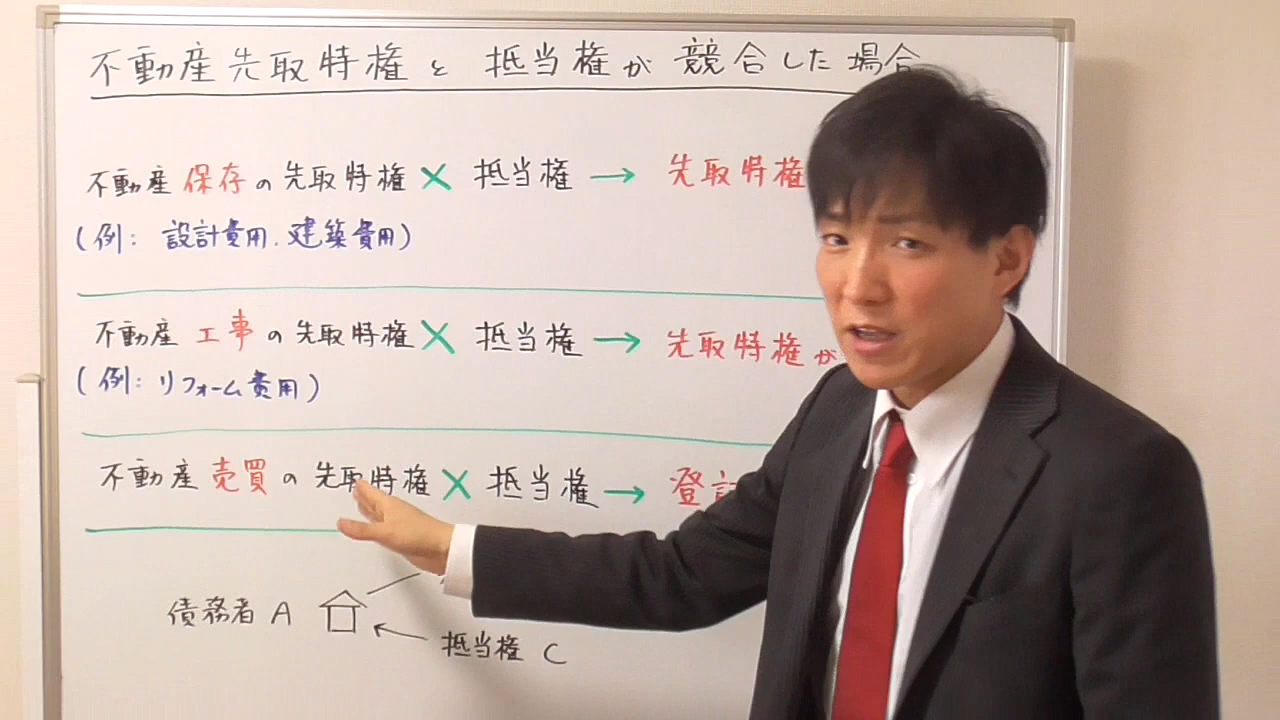 不動産先取特権と抵当権が競合した場合
不動産保存の先取特権×抵当権→先取特権
(例:設計費用.建築費用)
不動産工事の先取特権×抵当権→先取特権が
(例:リフォーム費用)
不動産売買の先取特権×抵当権→登記
債務者A
抵当権C